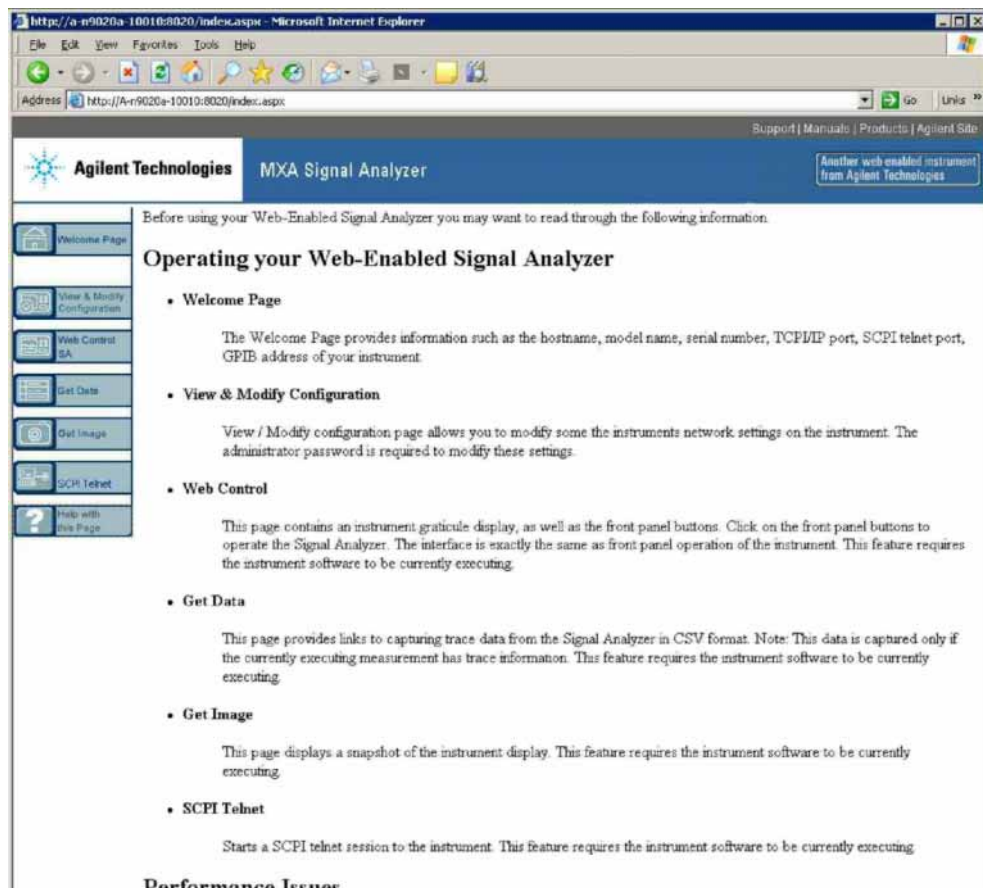 http://a-n9020a-10010:8020/index.aspx - Microsoft Internet Explorer
File Edit View Favorites Tools Help
Address http://A-n9020a-10010:8020/index.aspx Go Links »
Support | Manuals | Products | Agilent Site
Agilent Technologies MXA Signal Analyzer
Another web enabled instrument
from Agilent Technologies
Welcome Page
View & Modify
Configuration
Web Control
SA
Get Data
Get Image
SCPI Telnet
Help with
this Page
Before using your Web-Enabled Signal Analyzer you may want to read through the following information.
Operating your Web-Enabled Signal Analyzer
• Welcome Page
The Welcome Page provides information such as the hostname, model name, serial number, TCPI/IP port, SCPI telnet port,
GPIB address of your instrument.
• View & Modify Configuration
View / Modify configuration page allows you to modify some the instruments network settings on the instrument. The
administrator password is required to modify these settings.
• Web Control
This page contains an instrument graticule display, as well as the front panel buttons. Click on the front panel buttons to
operate the Signal Analyzer. The interface is exactly the same as front panel operation of the instrument. This feature requires
the instrument software to be currently executing.
• Get Data
This page provides links to capturing trace data from the Signal Analyzer in CSV format. Note: This data is captured only if
the currently executing measurement has trace information. This feature requires the instrument software to be currently
executing.
• Get Image
This page displays a snapshot of the instrument display. This feature requires the instrument software to be currently
executing.
• SCPI Telnet
Starts a SCPI telnet session to the instrument. This feature requires the instrument software to be currently executing.
Performance Issues